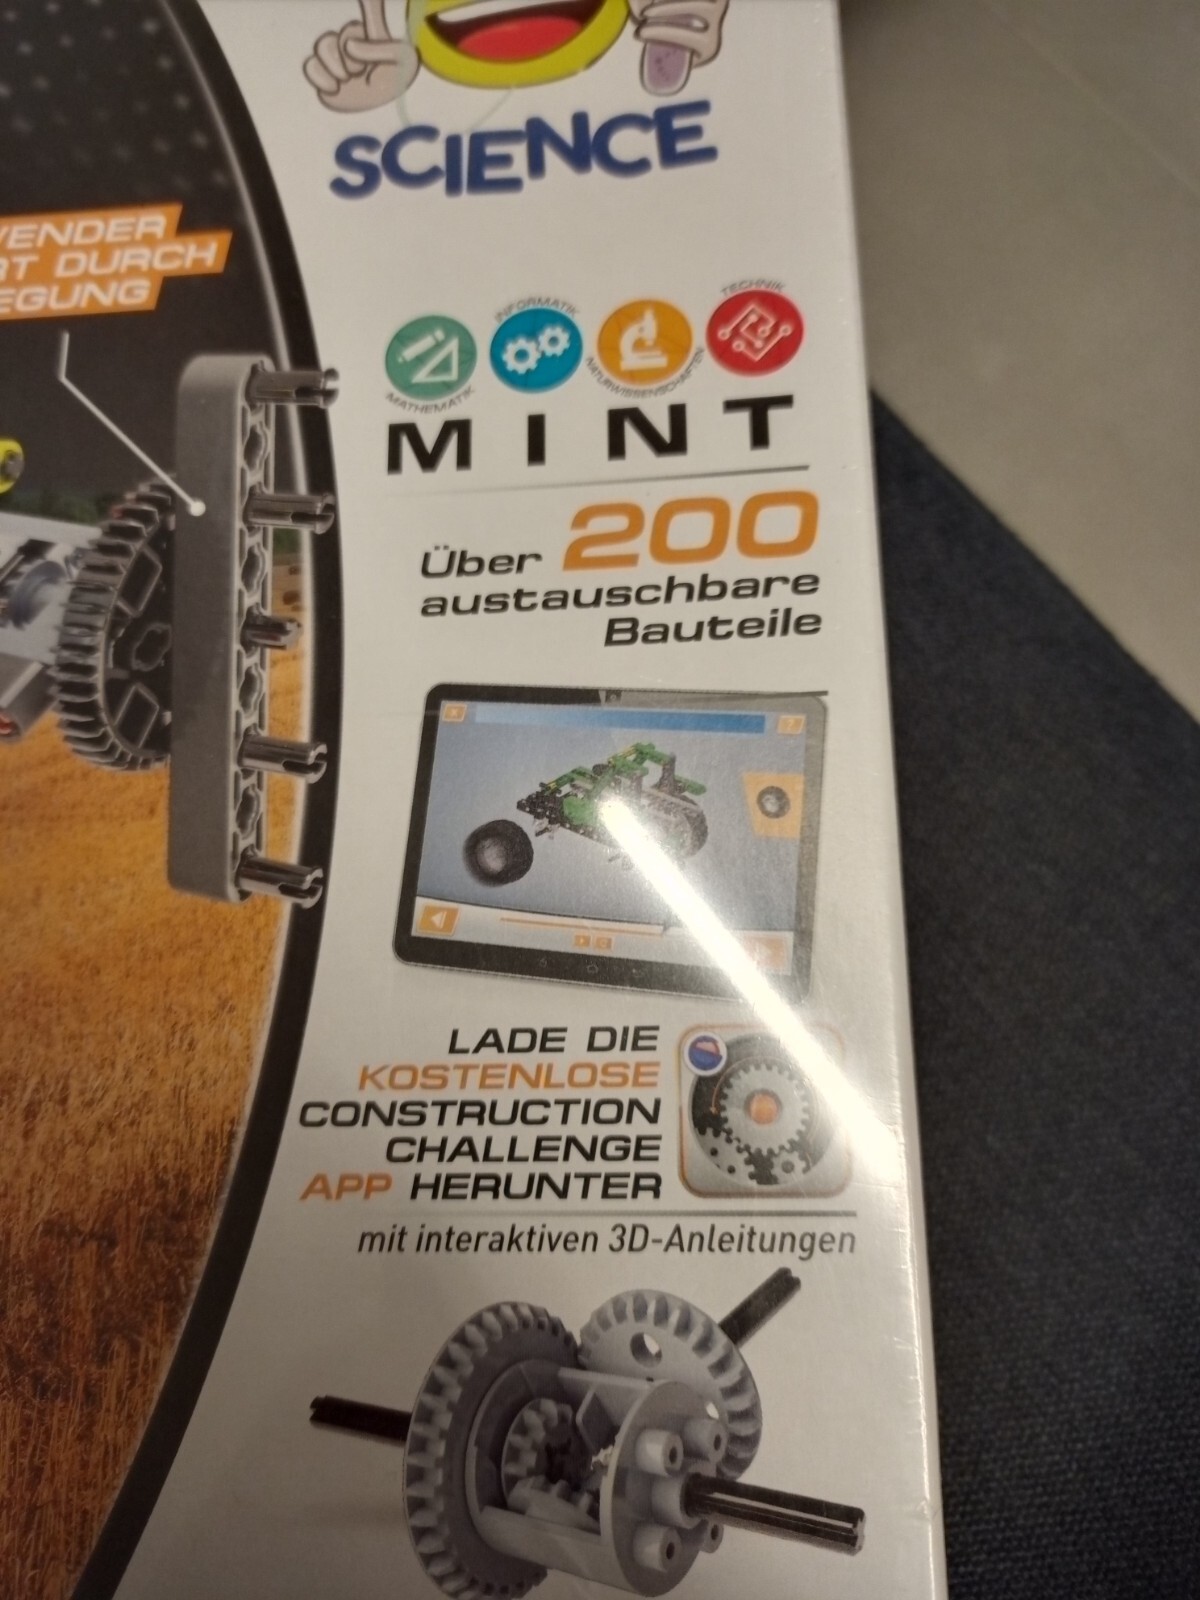 SCIENCE
DURCH
TECHNIK
INFORMATIK
MATHEMATIK
NATURWISSENSCHAFTEN
MINT
Über 200
austauschbare
Bauteile
LADE DIE
KOSTENLOSE
CONSTRUCTION
CHALLENGE
APP HERUNTER
mit interaktiven 3D-Anleitungen